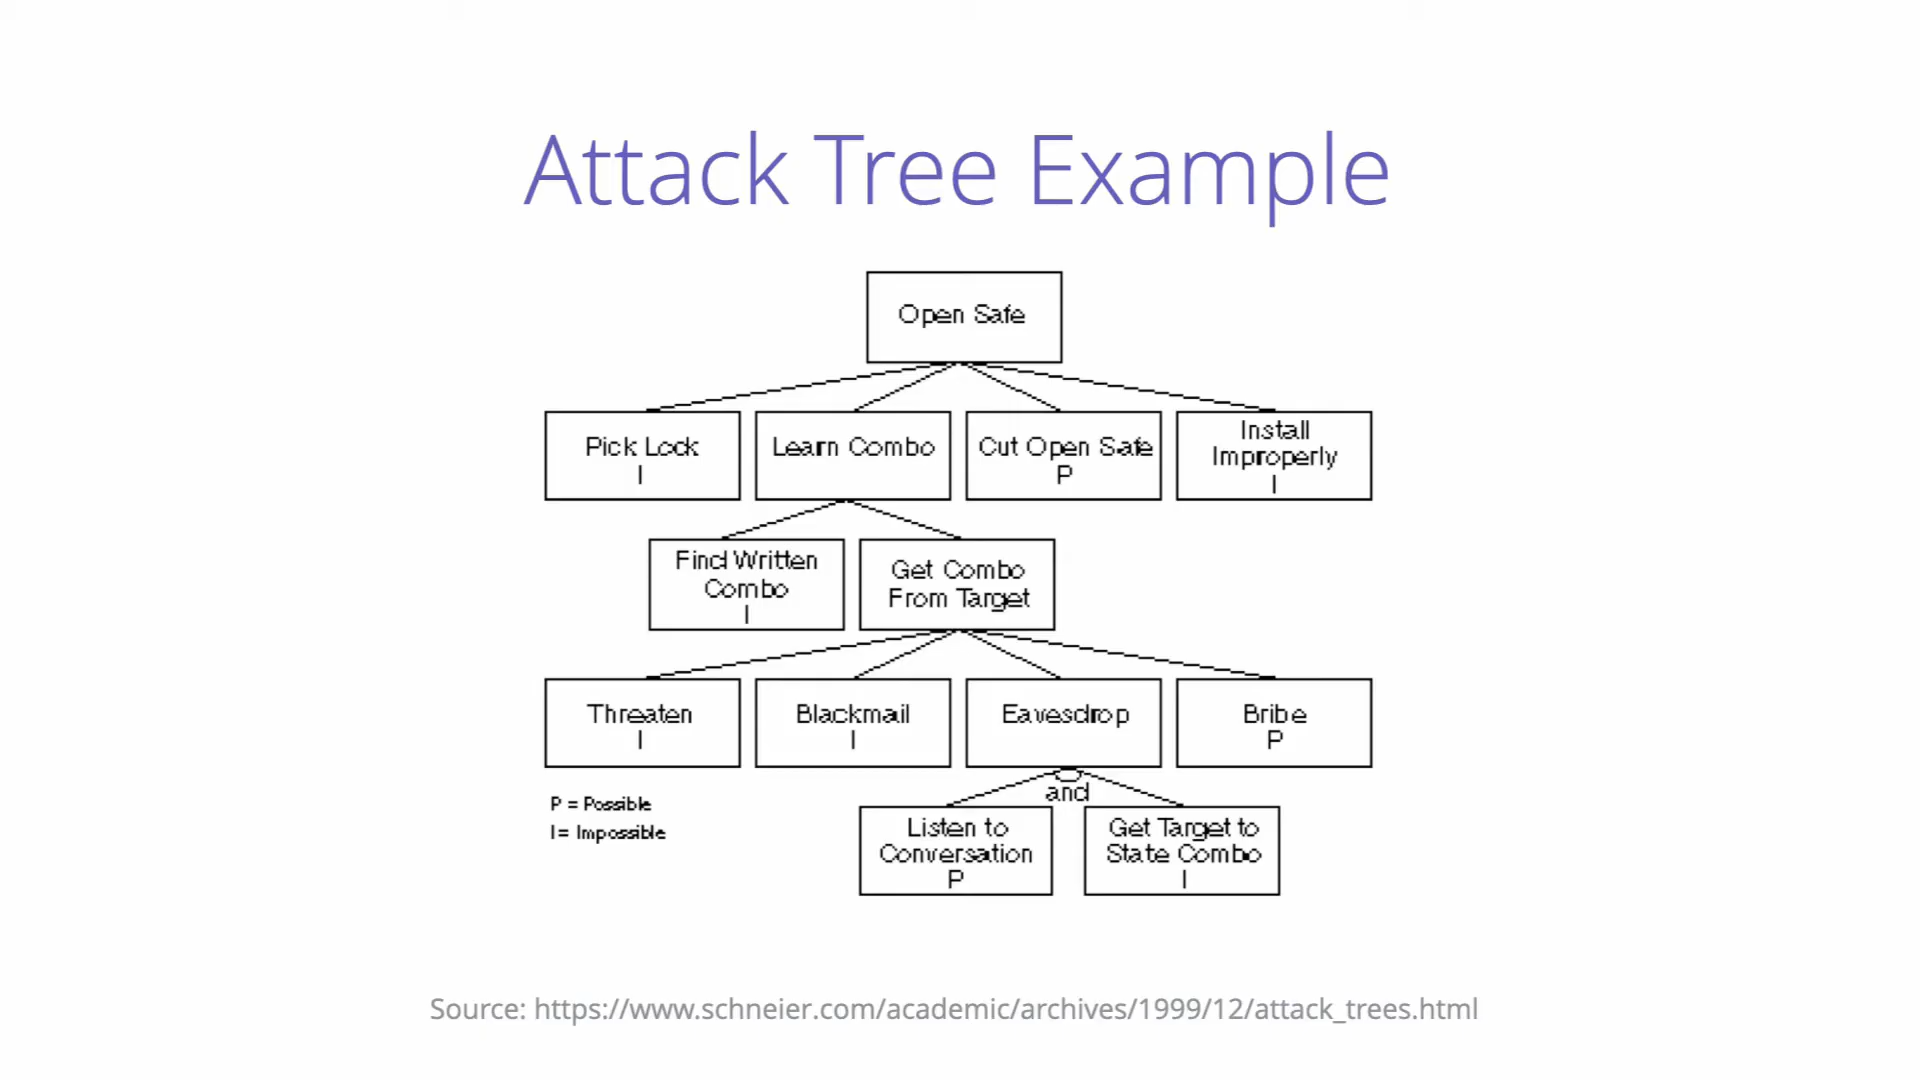 Attack Tree Example
Open Safe
Pick Lock
I
Learn Combo
Cut Open Safe
P
Install
Improperly
I
Find Written
Combo
I
Get Combo
From Target
Threaten
I
Blackmail
I
Eavesdrop
Bribe
P
and
P = Possible
I = Impossible
Listen to
Conversation
P
Get Target to
State Combo
I
Source: https://www.schneier.com/academic/archives/1999/12/attack_trees.html